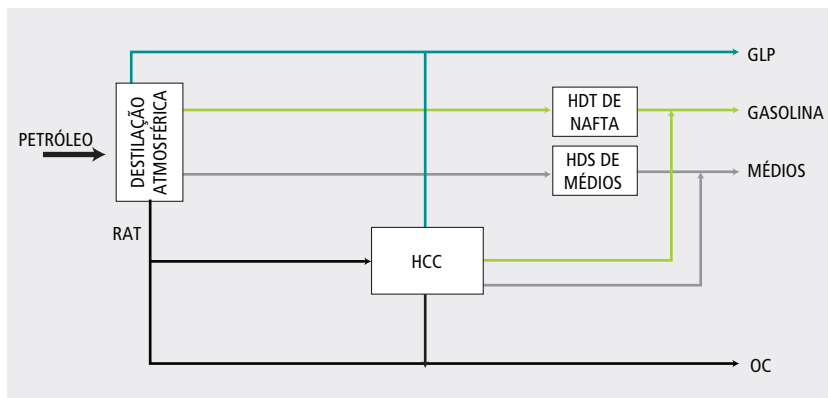 GLP
DESTILAÇÃO
ATMOSFÉRICA
HDT DE
NAFTA
GASOLINA
PETRÓLEO
HDS DE
MÉDIOS
MÉDIOS
RAT
HCC
OC